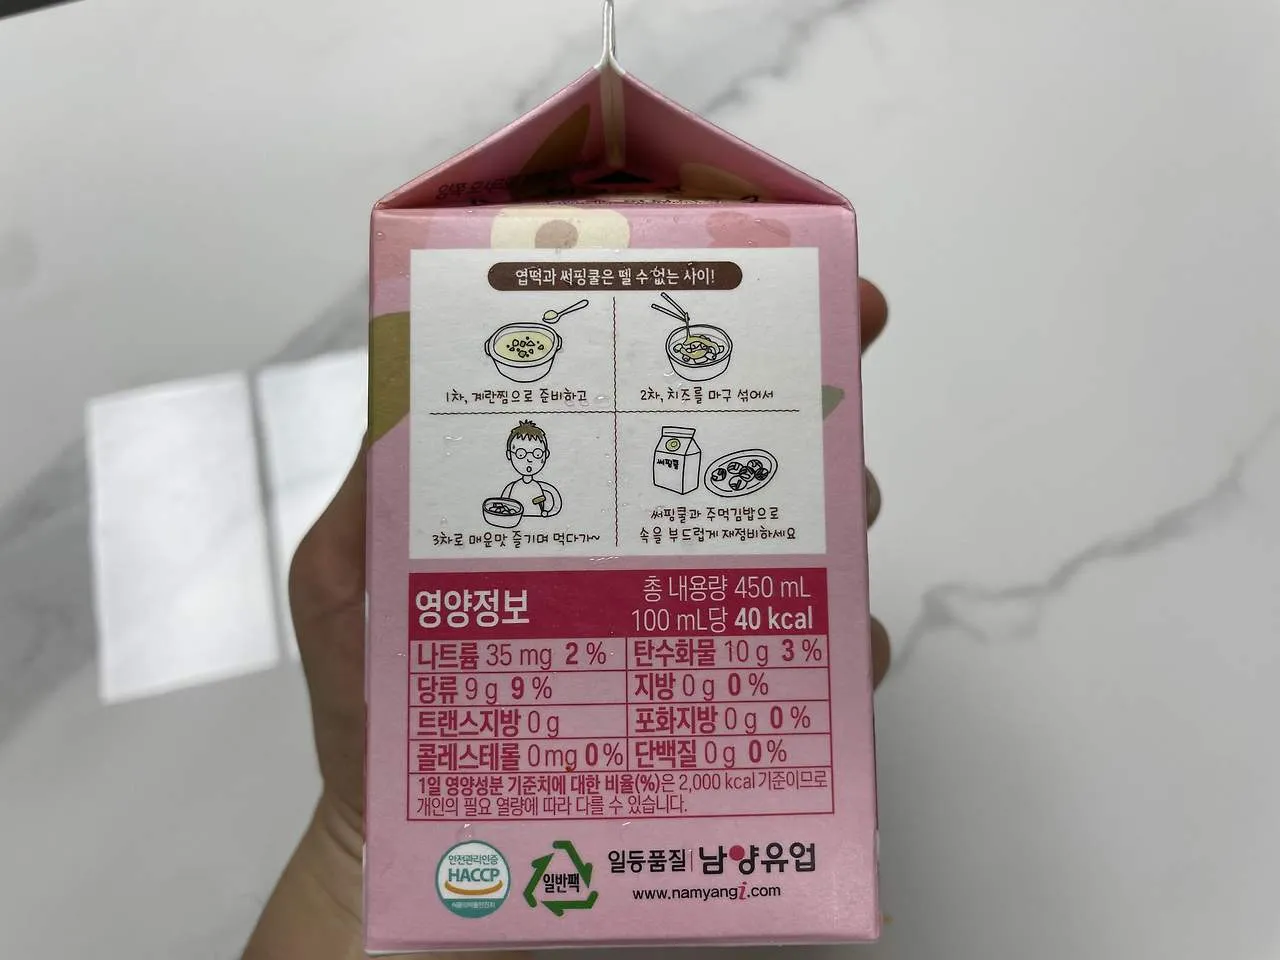 엽떡과 써핑쿨은 뗄 수 없는 사이!
1차, 계란찜으로 준비하고
2차, 치즈를 마구 섞어서
3차로 매운맛 즐기며 먹다가~
써핑쿨
써핑쿨과 주먹김밥으로
속을 부드럽게 재정비하세요
영양정보
총 내용량 450 mL
100 mL당 40 kcal
나트륨 35 mg 2 % 탄수화물 10 g 3 %
당류 9 g 9 % 지방 0 g 0 %
트랜스지방 0 g 포화지방 0 g 0 %
콜레스테롤 0 mg 0 % 단백질 0 g 0 %
1일 영양성분 기준치에 대한 비율(%)은 2,000 kcal 기준이므로
개인의 필요 열량에 따라 다를 수 있습니다.
안전관리인증
HACCP
식품의약품안전처
일반팩
일등품질 남양유업
www.namyangi.com